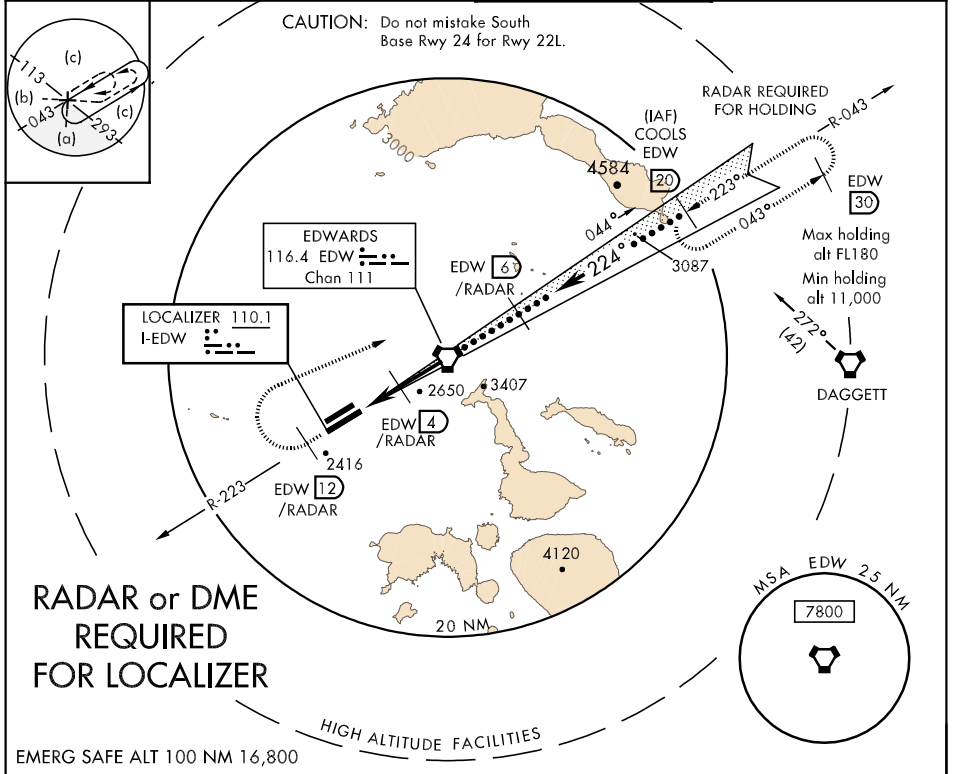 CAUTION: Do not mistake South
Base Rwy 24 for Rwy 22L.
(c)
113
(b)
043
(a)
293
(c)
RADAR REQUIRED
FOR HOLDING
R-043
(IAF)
COOLS
EDW
20
3000
4584
223°
043°
EDW
30
044°
224°
3087
Max holding
alt FL180
Min holding
alt 11,000
EDWARDS
116.4 EDW
Chan 111
EDW 6
/RADAR
LOCALIZER 110.1
I-EDW
272°
(42)
DAGGETT
2650
3407
EDW 4
/RADAR
2416
R-223
EDW 12
/RADAR
4120
RADAR or DME
REQUIRED
FOR LOCALIZER
20 NM
MSA EDW 25 NM
7800
HIGH ALTITUDE FACILITIES
EMERG SAFE ALT 100 NM 16,800